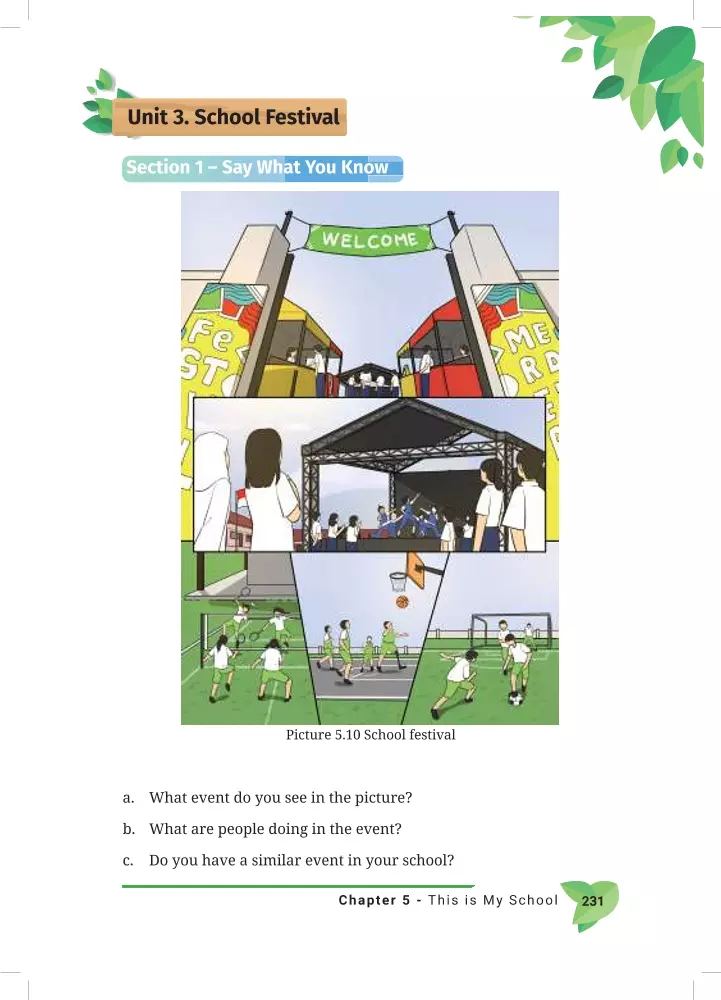 Unit 3. School Festival
Section 1 – Say What You Know
WELCOME
Fe
ST
ME
RD
Picture 5.10 School festival
a. What event do you see in the picture?
b. What are people doing in the event?
c. Do you have a similar event in your school?
Chapter 5 - This is My School 231